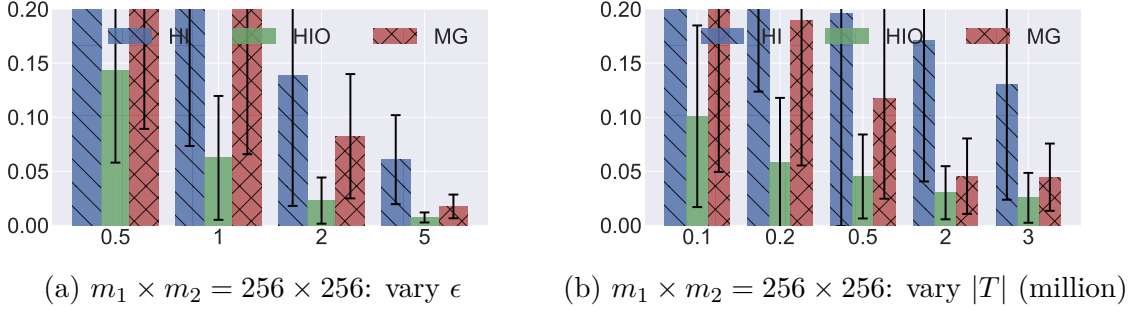 0.20
0.15
0.10
0.05
0.00
HI HIO MG
0.5 1 2 5
(a) m₁ × m₂ = 256 × 256: vary ϵ
0.20
0.15
0.10
0.05
0.00
HI HIO MG
0.1 0.2 0.5 2 3
(b) m₁ × m₂ = 256 × 256: vary |T| (million)